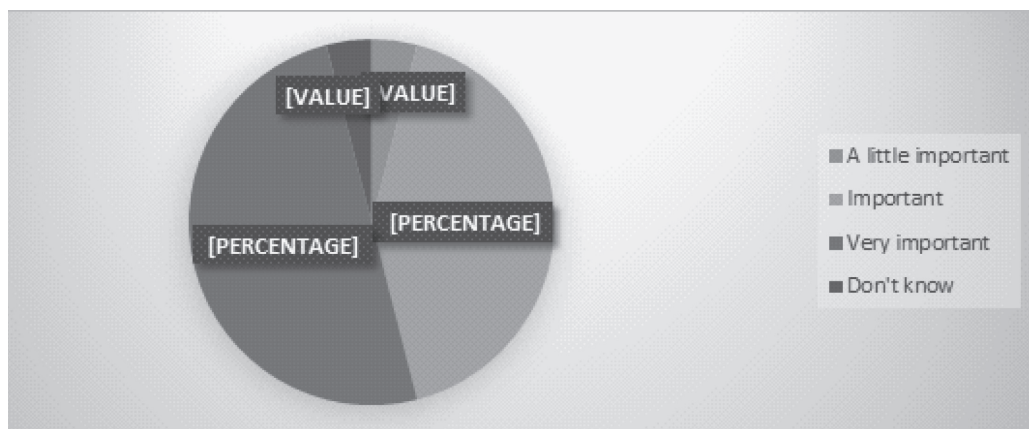 [VALUE]
VALUE]
[PERCENTAGE]
[PERCENTAGE]
A little important
Important
Very important
Don't know